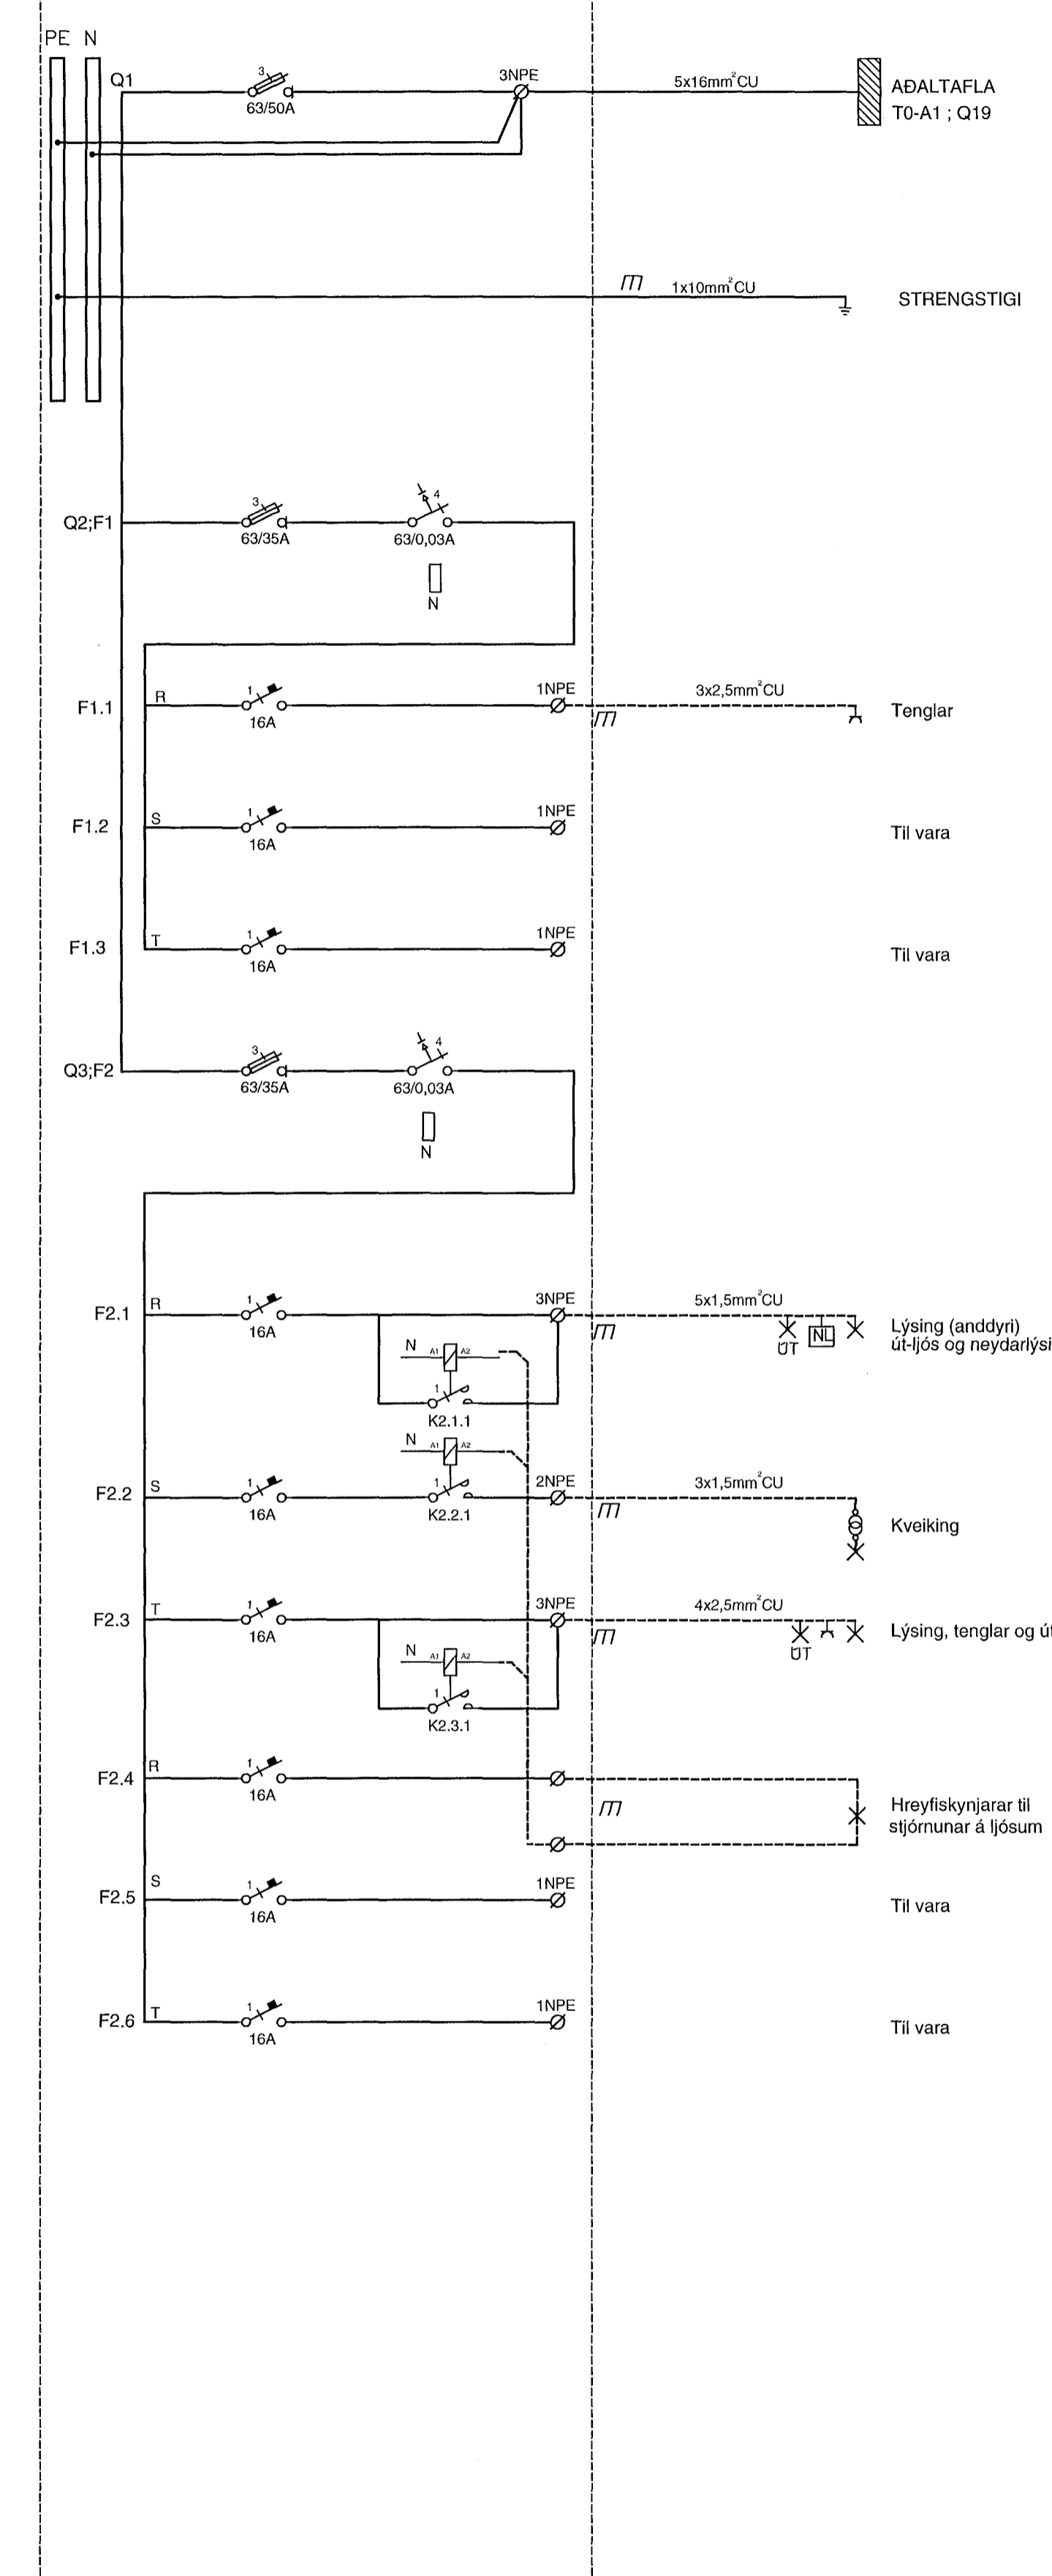 PE N
Q1
3
63/50A
3NPE
5x16mm²CU
AÐALTAFLA
T0-A1 ; Q19
1x10mm²CU
STRENGSTIGI
Q2;F1
3
63/35A
4
63/0,03A
N
F1.1
R
1
16A
1NPE
3x2,5mm²CU
Tenglar
F1.2
S
1
16A
1NPE
Til vara
F1.3
T
1
16A
1NPE
Til vara
Q3;F2
3
63/35A
4
63/0,03A
N
F2.1
R
1
16A
3NPE
5x1,5mm²CU
ÚT
NL
Lýsing (anddyri)
út-ljós og neydarlýsi
N
A1
A2
1
K2.1.1
N
A1
A2
F2.2
S
1
16A
1
K2.2.1
2NPE
3x1,5mm²CU
Kveiking
F2.3
T
1
16A
3NPE
4x2,5mm²CU
ÚT
Lýsing, tenglar og út
N
A1
A2
1
K2.3.1
F2.4
R
1
16A
Hreyfiskynjarar til
stjórnunar á ljósum
F2.5
S
1
16A
1NPE
Til vara
F2.6
T
1
16A
1NPE
Til vara